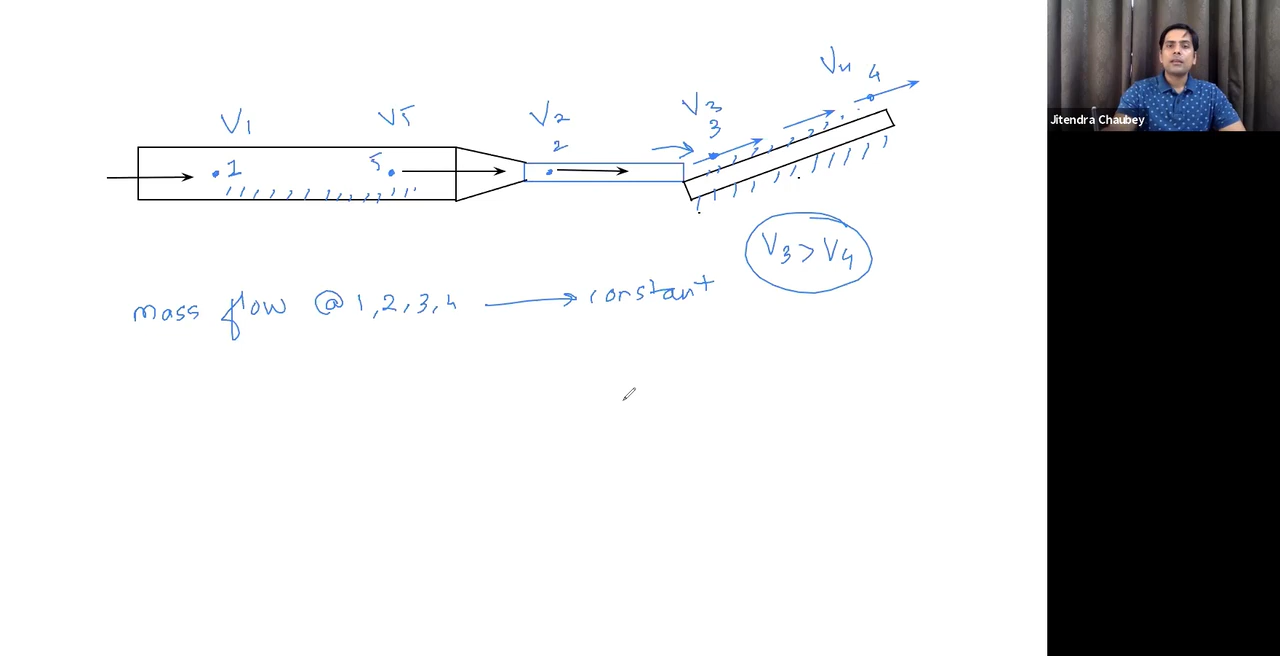 V4 4
V3
3
V1
V5
V2
2
1
5
Jitendra Chaubey
V3 > V4
mass flow @ 1,2,3,4 → constant